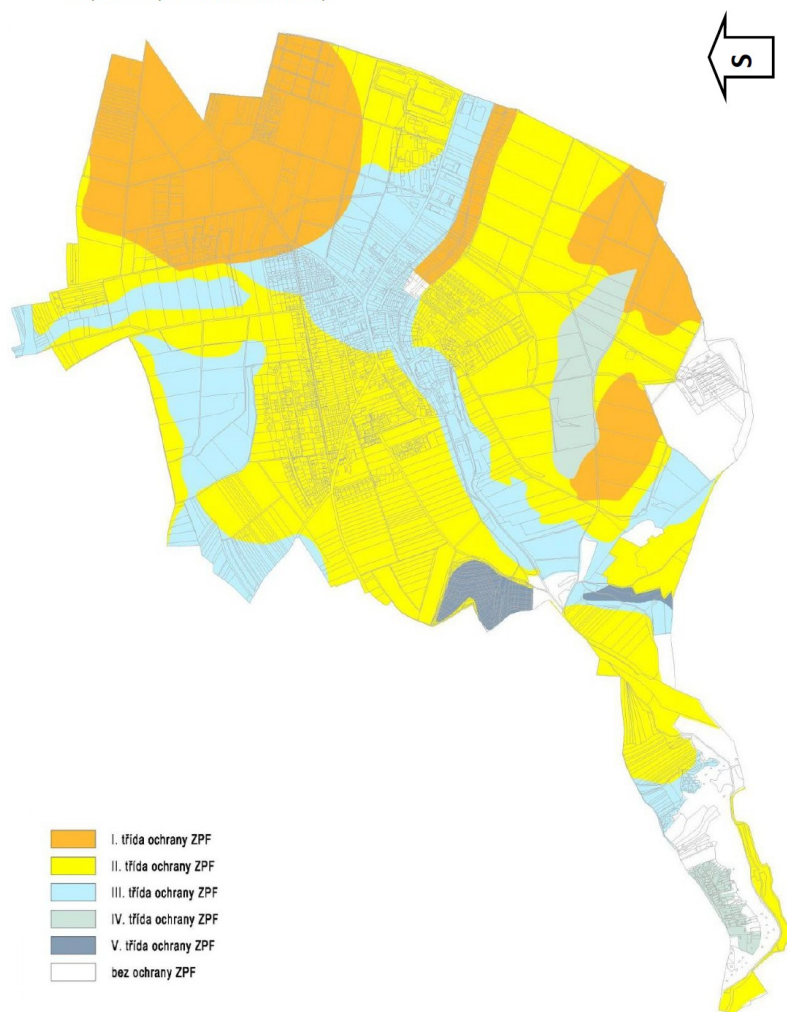 S
I. třída ochrany ZPF
II. třída ochrany ZPF
III. třída ochrany ZPF
IV. třída ochrany ZPF
V. třída ochrany ZPF
bez ochrany ZPF